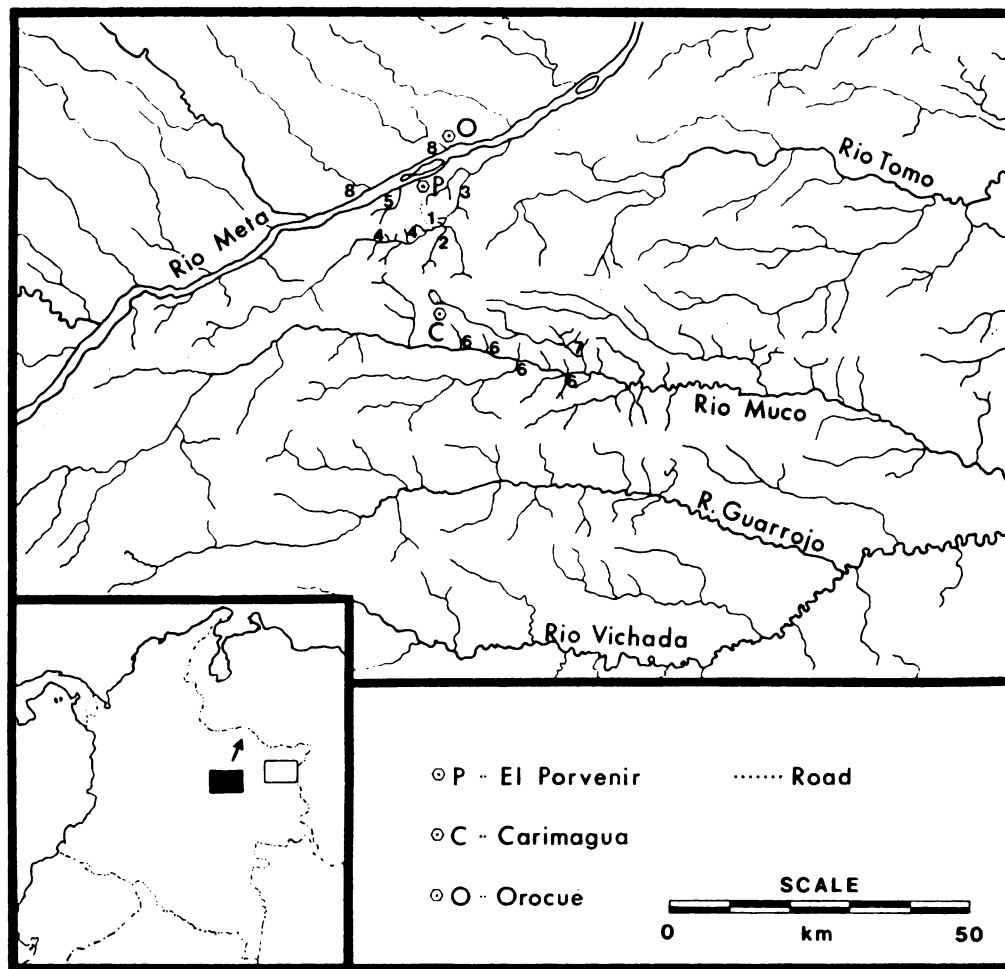 O
8
P
8
3
5
1
4
4
2
Rio Tomo
Rio Meta
C
6
6
7
6
6
Rio Muco
R. Guarrojo
Rio Vichada
P -- El Porvenir
Road
C -- Carimagua
O -- Orocue
SCALE
0 km 50